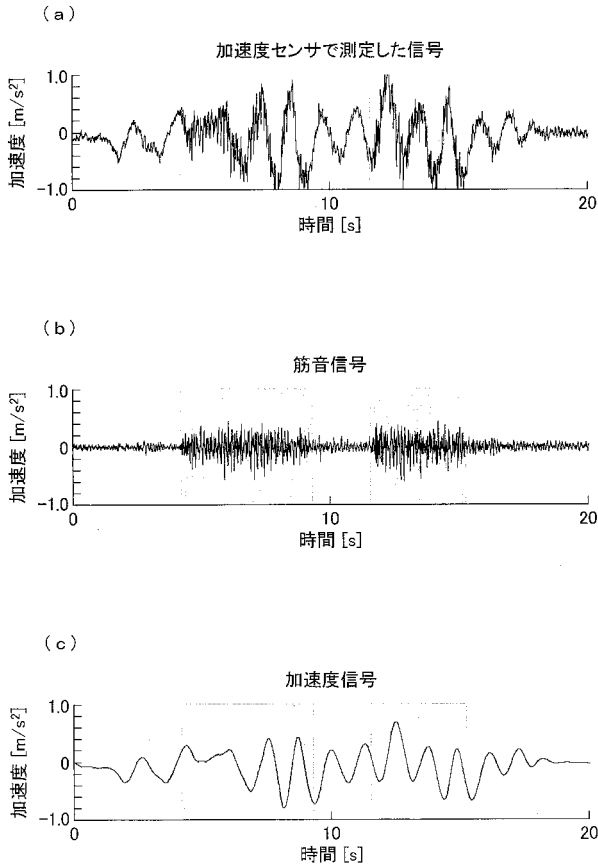 (a)
加速度センサで測定した信号
加速度 [m/s²]
1.0
0
-1.0
0
10
20
時間 [s]
(b)
筋音信号
加速度 [m/s²]
1.0
0
-1.0
0
10
20
時間 [s]
(c)
加速度信号
加速度 [m/s²]
1.0
0
-1.0
0
10
20
時間 [s]